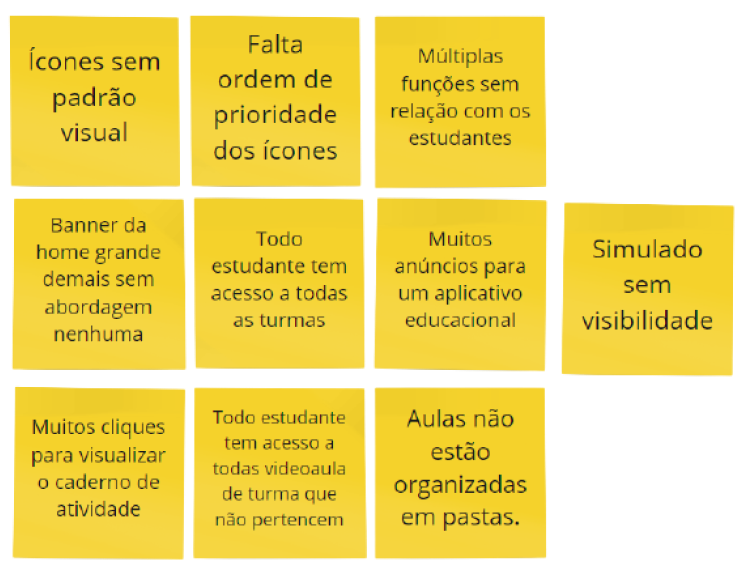 Ícones sem
padrão
visual
Falta
ordem de
prioridade
dos ícones
Múltiplas
funções sem
relação com os
estudantes
Banner da
home grande
demais sem
abordagem
nenhuma
Todo
estudante tem
acesso a todas
as turmas
Muitos
anúncios para
um aplicativo
educacional
Simulado
sem
visibilidade
Muitos cliques
para visualizar
o caderno de
atividade
Todo estudante
tem acesso a
todas videoaula
de turma que
não pertencem
Aulas não
estão
organizadas
em pastas.